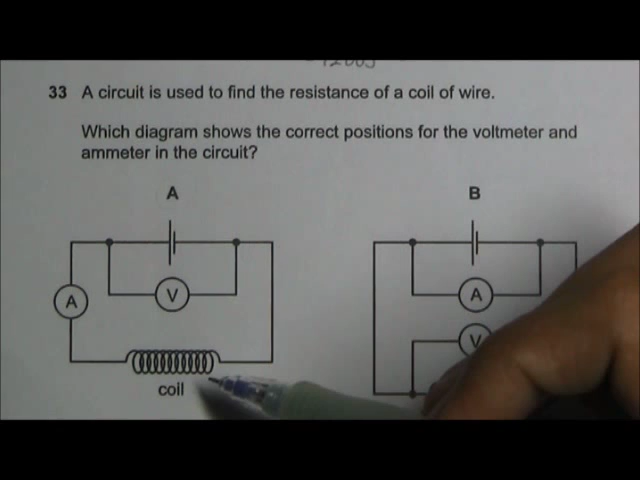 33 A circuit is used to find the resistance of a coil of wire.
Which diagram shows the correct positions for the voltmeter and
ammeter in the circuit?
A
B
A
V
A
V
coil